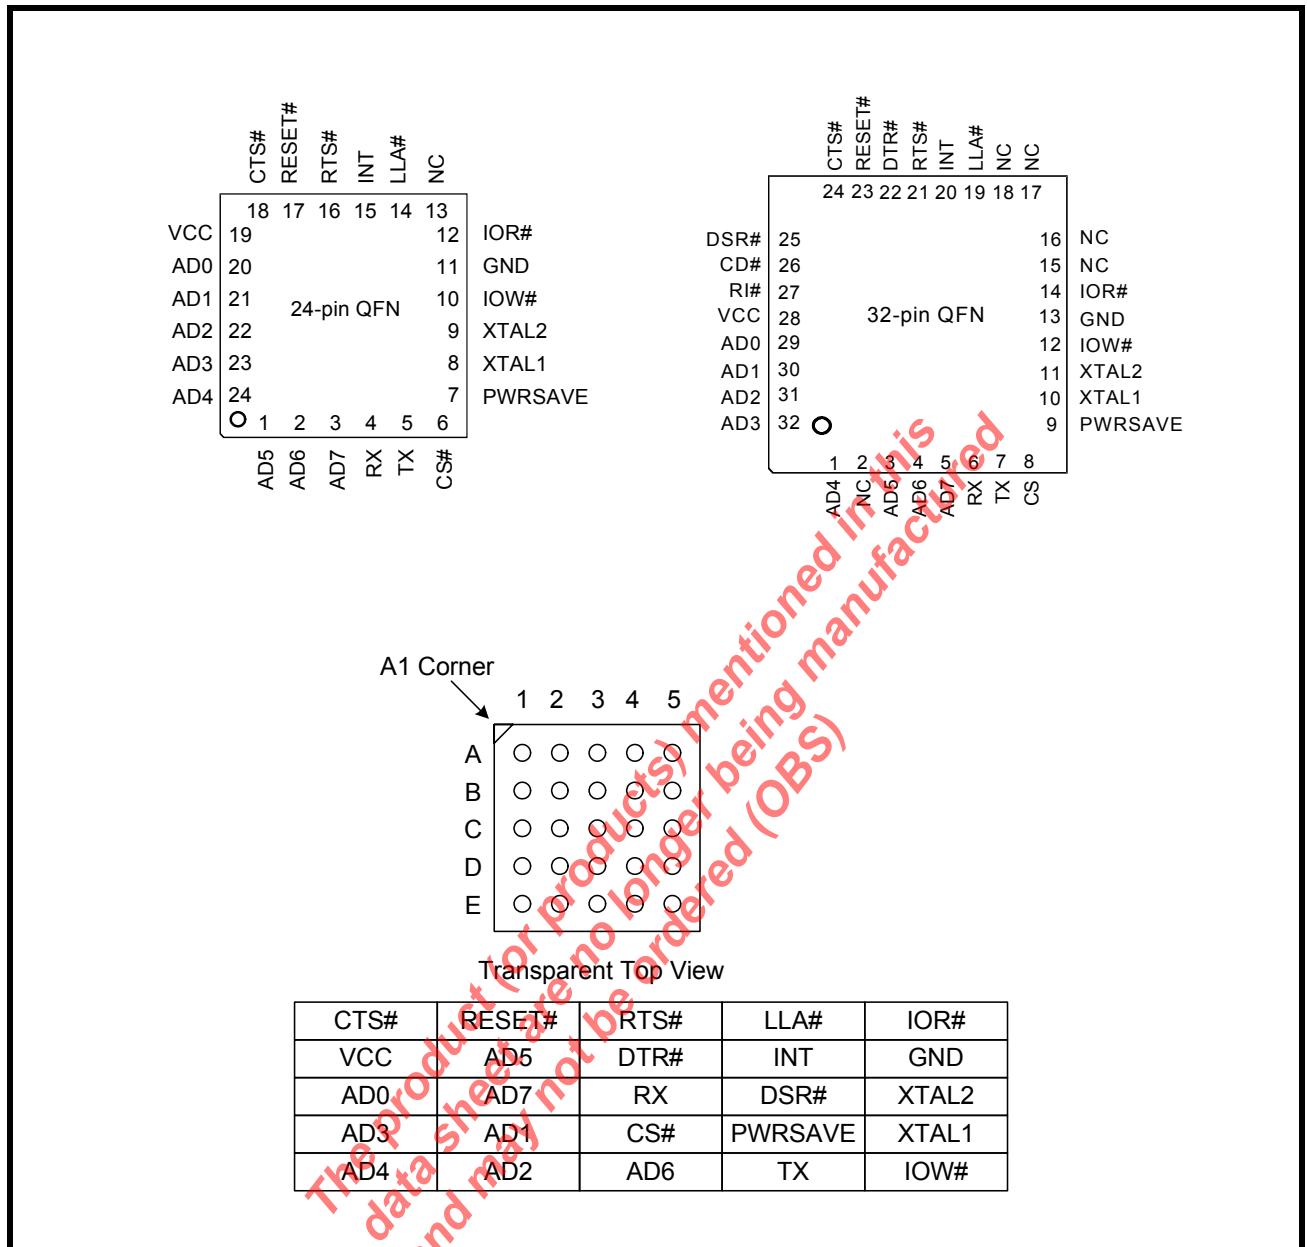 CTS# RESET# RTS# INT LLA# NC
18 17 16 15 14 13
VCC 19 12 IOR#
AD0 20 11 GND
AD1 21 24-pin QFN 10 IOW#
AD2 22 9 XTAL2
AD3 23 8 XTAL1
AD4 24 7 PWRSAVE
1 2 3 4 5 6
AD5 AD6 AD7 RX TX CS#
CTS# RESET# DTR# RTS# INT LLA# NC NC
24 23 22 21 20 19 18 17
DSR# 25 16 NC
CD# 26 15 NC
RI# 27 14 IOR#
VCC 28 32-pin QFN 13 GND
AD0 29 12 IOW#
AD1 30 11 XTAL2
AD2 31 10 XTAL1
AD3 32 9 PWRSAVE
1 2 3 4 5 6 7 8
AD4 NC AD5 AD6 AD7 RX TX CS
A1 Corner
1 2 3 4 5
A
B
C
D
E
Transparent Top View
CTS# RESET# RTS# LLA# IOR#
VCC AD5 DTR# INT GND
AD0 AD7 RX DSR# XTAL2
AD3 AD1 CS# PWRSAVE XTAL1
AD4 AD2 AD6 TX IOW#
The product (or products) mentioned in this
data sheet are no longer being manufactured
may not be ordered (OBS)